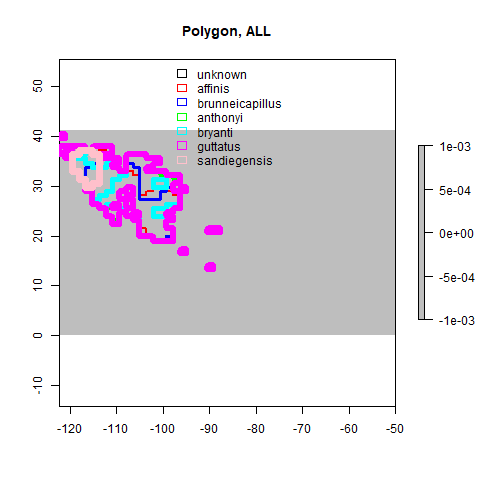 Polygon, ALL
unknown
affinis
brunneicapillus
anthonyi
bryanti
guttatus
sandiegensis
50
40
30
20
10
0
-10
-120
-110
-100
-90
-80
-70
-60
-50
1e-03
5e-04
0e+00
-5e-04
-1e-03